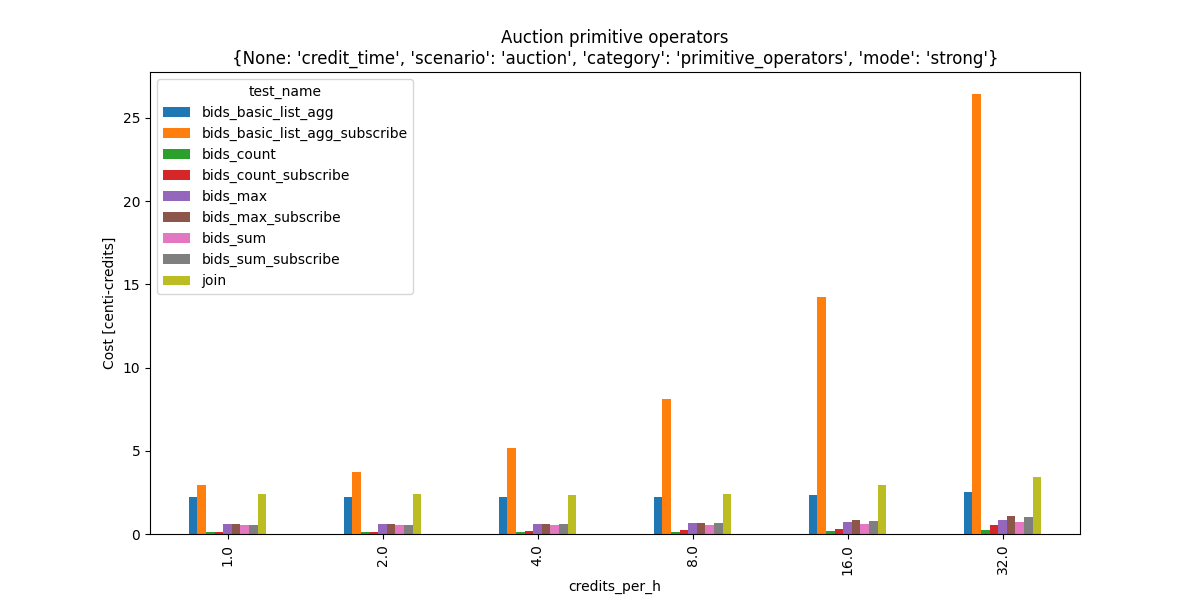 Auction primitive operators
{None: 'credit_time', 'scenario': 'auction', 'category': 'primitive_operators', 'mode': 'strong'}
test_name
bids_basic_list_agg
bids_basic_list_agg_subscribe
bids_count
bids_count_subscribe
bids_max
bids_max_subscribe
bids_sum
bids_sum_subscribe
join
Cost [centi-credits]
25
20
15
10
5
0
1.0
2.0
4.0
8.0
16.0
32.0
credits_per_h